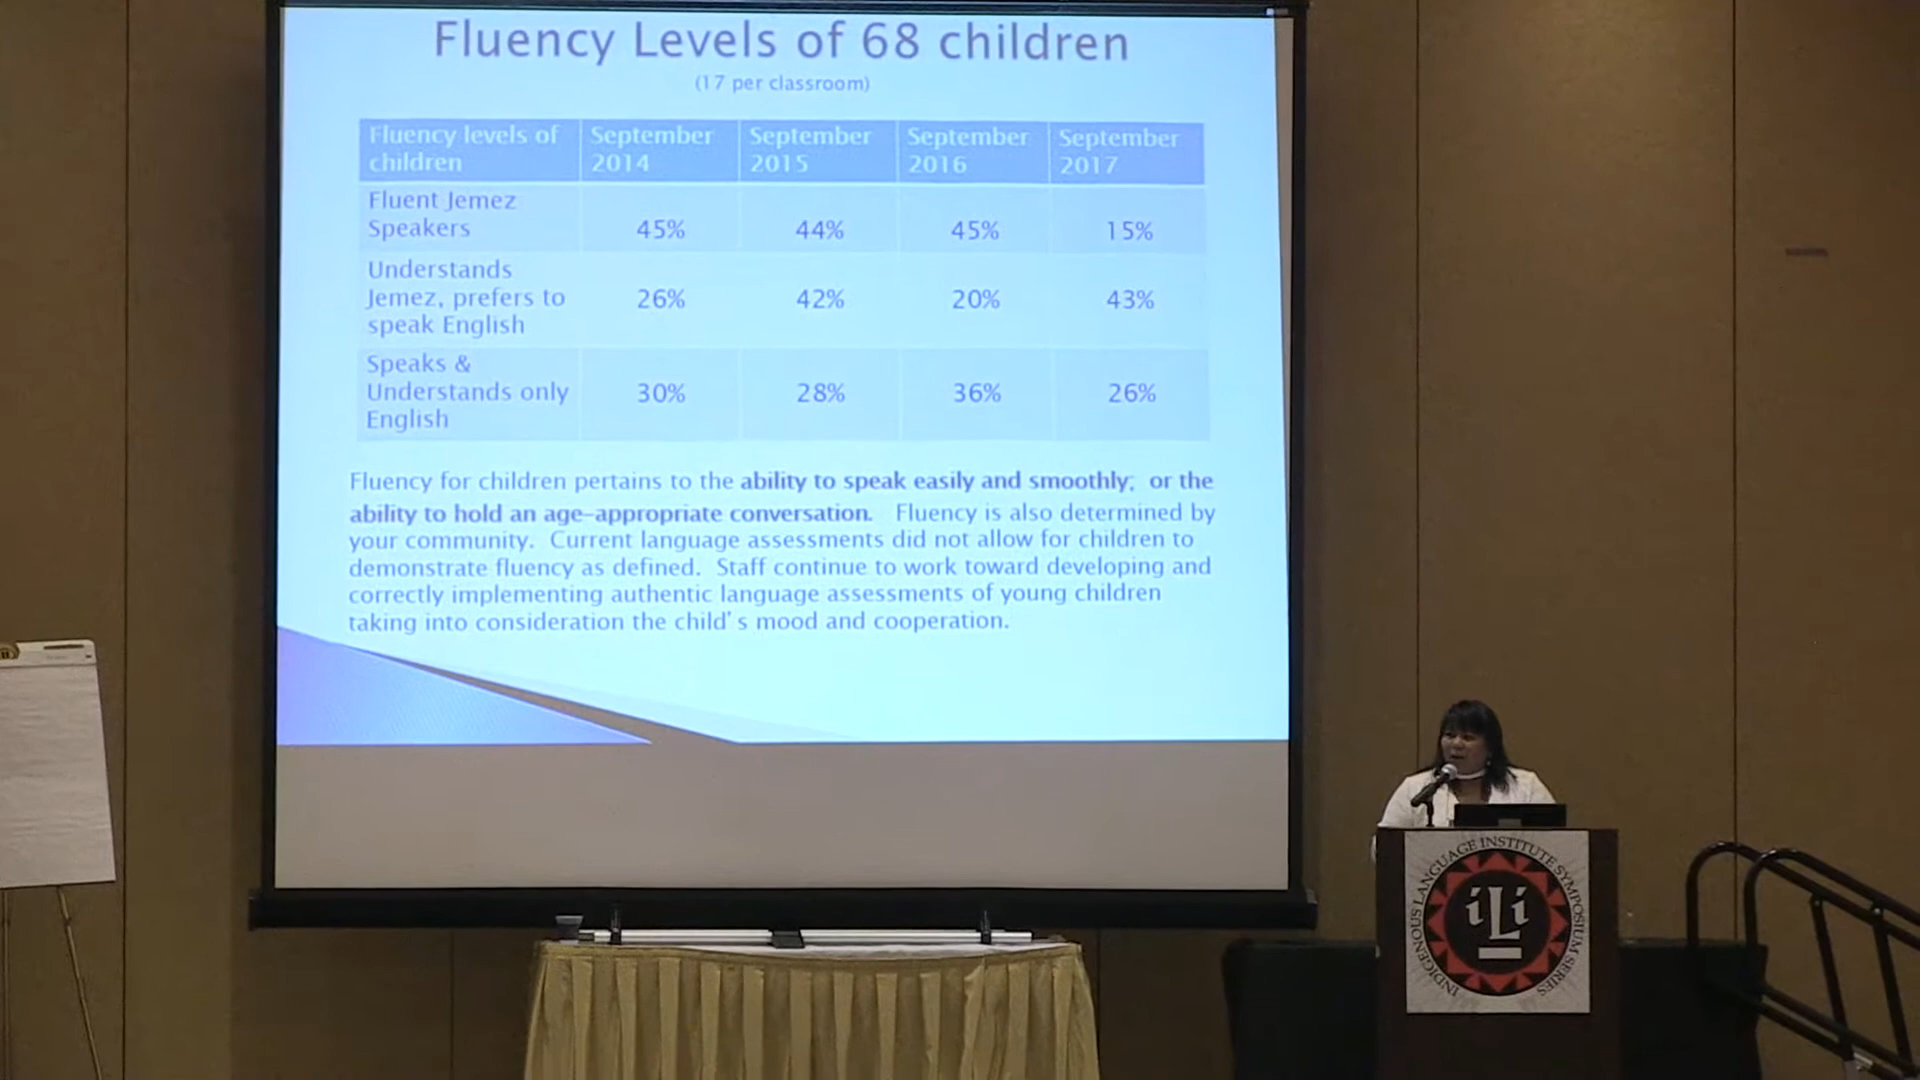 Fluency Levels of 68 children
(17 per classroom)
Fluency levels of children September 2014 September 2015 September 2016 September 2017
Fluent Jemez Speakers 45% 44% 45% 15%
Understands Jemez, prefers to speak English 26% 42% 20% 43%
Speaks & Understands only English 30% 28% 36% 26%
Fluency for children pertains to the ability to speak easily and smoothly; or the
ability to hold an age-appropriate conversation. Fluency is also determined by
your community. Current language assessments did not allow for children to
demonstrate fluency as defined. Staff continue to work toward developing and
correctly implementing authentic language assessments of young children
taking into consideration the child's mood and cooperation.
INDIGENOUS LANGUAGE INSTITUTE SYMPOSIUM SERIES
iLi